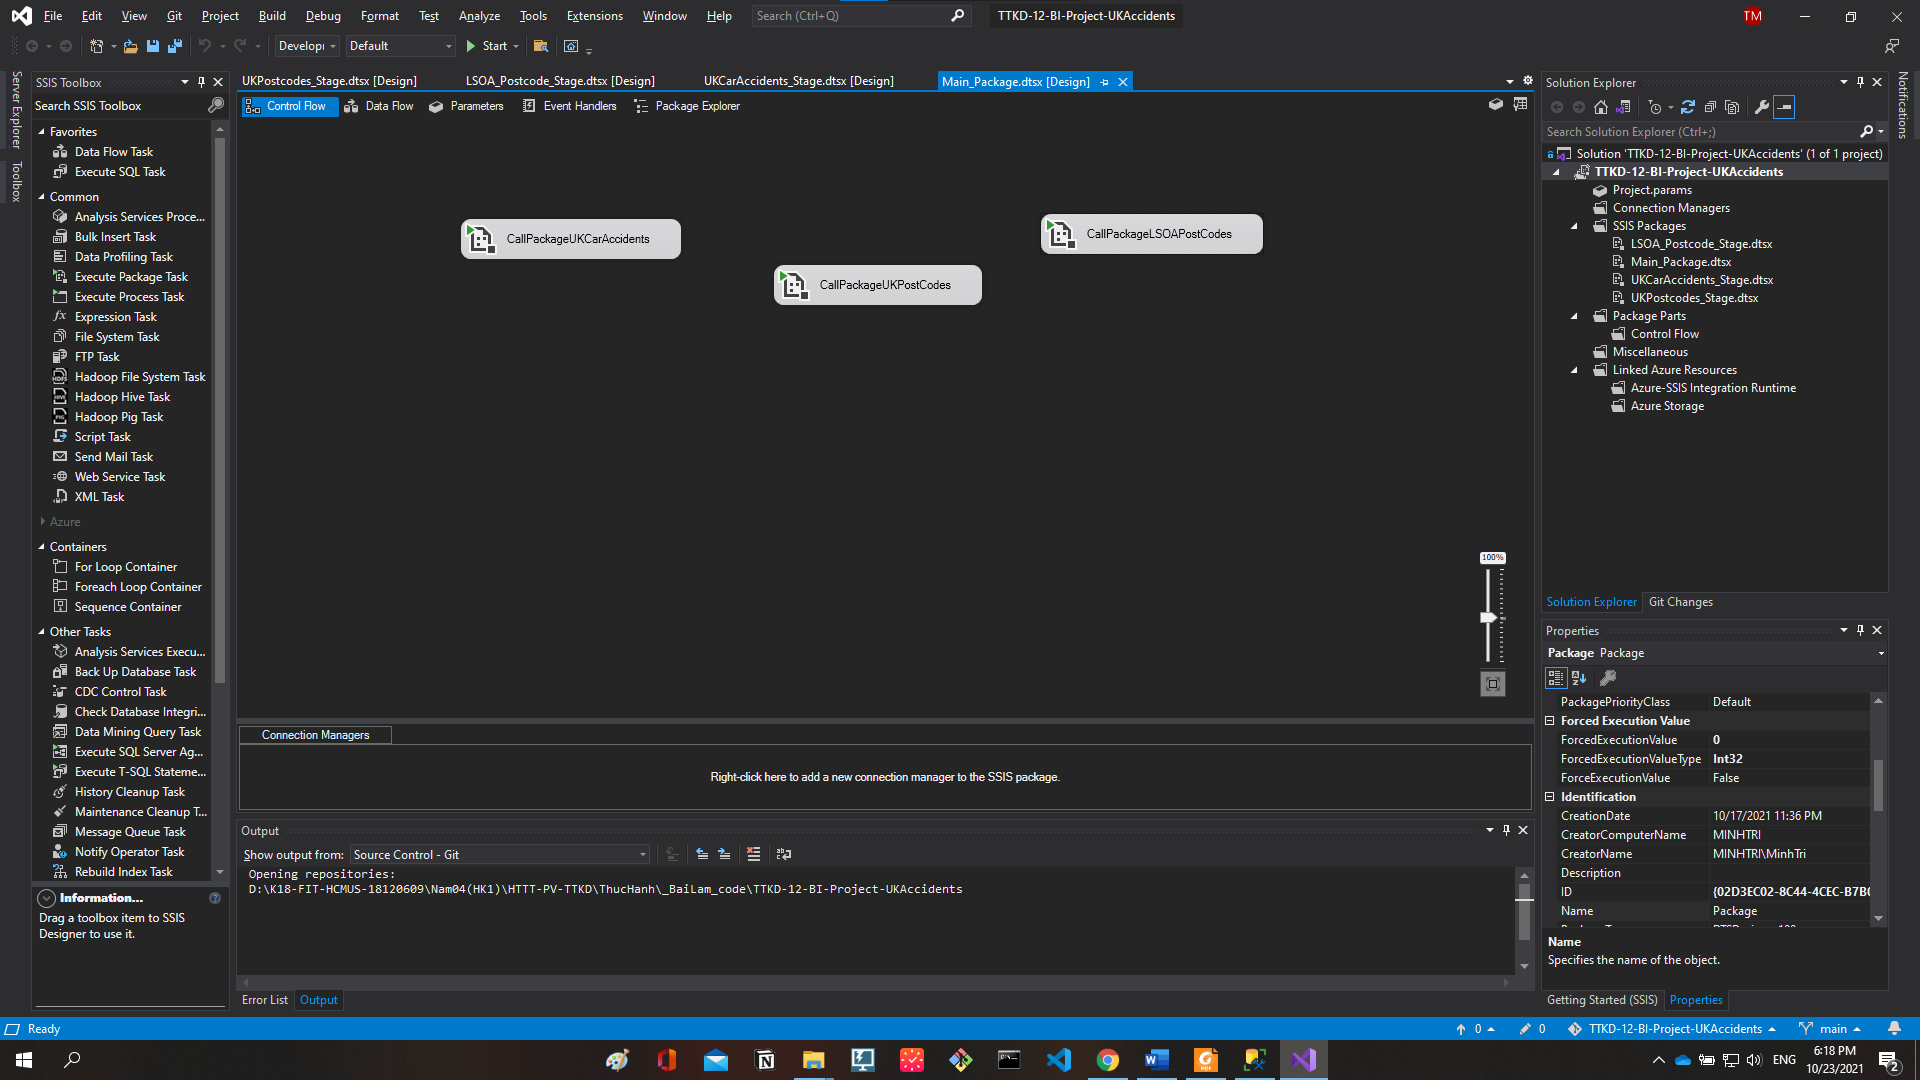 File Edit View Git Project Build Debug Format Test Analyze Tools Extensions Window Help Search (Ctrl+Q) TTKD-12-BI-Project-UKAccidents TM
Developı Default Start
Server Explorer
Toolbox
SSIS Toolbox
Search SSIS Toolbox
Favorites
Data Flow Task
Execute SQL Task
Common
Analysis Services Proce...
Bulk Insert Task
Data Profiling Task
Execute Package Task
Execute Process Task
Expression Task
File System Task
FTP Task
Hadoop File System Task
Hadoop Hive Task
Hadoop Pig Task
Script Task
Send Mail Task
Web Service Task
XML Task
Azure
Containers
For Loop Container
Foreach Loop Container
Sequence Container
Other Tasks
Analysis Services Execu...
Back Up Database Task
CDC Control Task
Check Database Integri...
Data Mining Query Task
Execute SQL Server Ag...
Execute T-SQL Stateme...
History Cleanup Task
Maintenance Cleanup T...
Message Queue Task
Notify Operator Task
Rebuild Index Task
Information...
Drag a toolbox item to SSIS
Designer to use it.
UKPostcodes_Stage.dtsx [Design] LSOA_Postcode_Stage.dtsx [Design] UKCarAccidents_Stage.dtsx [Design] Main_Package.dtsx [Design]
Control Flow Data Flow Parameters Event Handlers Package Explorer
CallPackageUKCarAccidents
CallPackageLSOAPostCodes
CallPackageUKPostCodes
100%
Connection Managers
Right-click here to add a new connection manager to the SSIS package.
Output
Show output from: Source Control - Git
Opening repositories:
D:\K18-FIT-HCMUS-18120609\Nam04(HK1)\HTTT-PV-TTKD\ThucHanh\_BaiLam_code\TTKD-12-BI-Project-UKAccidents
Error List Output
Solution Explorer
Search Solution Explorer (Ctrl+;)
Solution 'TTKD-12-BI-Project-UKAccidents' (1 of 1 project)
TTKD-12-BI-Project-UKAccidents
Project.params
Connection Managers
SSIS Packages
LSOA_Postcode_Stage.dtsx
Main_Package.dtsx
UKCarAccidents_Stage.dtsx
UKPostcodes_Stage.dtsx
Package Parts
Control Flow
Miscellaneous
Linked Azure Resources
Azure-SSIS Integration Runtime
Azure Storage
Solution Explorer Git Changes
Properties
Package Package
PackagePriorityClass Default
Forced Execution Value
ForcedExecutionValue 0
ForcedExecutionValueType Int32
ForceExecutionValue False
Identification
CreationDate 10/17/2021 11:36 PM
CreatorComputerName MINHTRI
CreatorName MINHTRI\MinhTri
Description
ID {02D3EC02-8C44-4CEC-B7B0
Name Package
Name
Specifies the name of the object.
Getting Started (SSIS) Properties
Notifications
Ready 0 0 TTKD-12-BI-Project-UKAccidents main
ENG 6:18 PM
10/23/2021 2